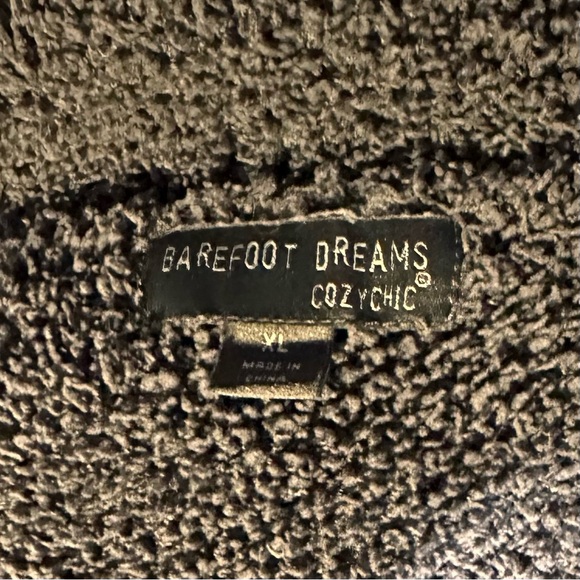 BAREFOOT DREAMS
COZYCHIC®
XL
MADE IN
CHINA